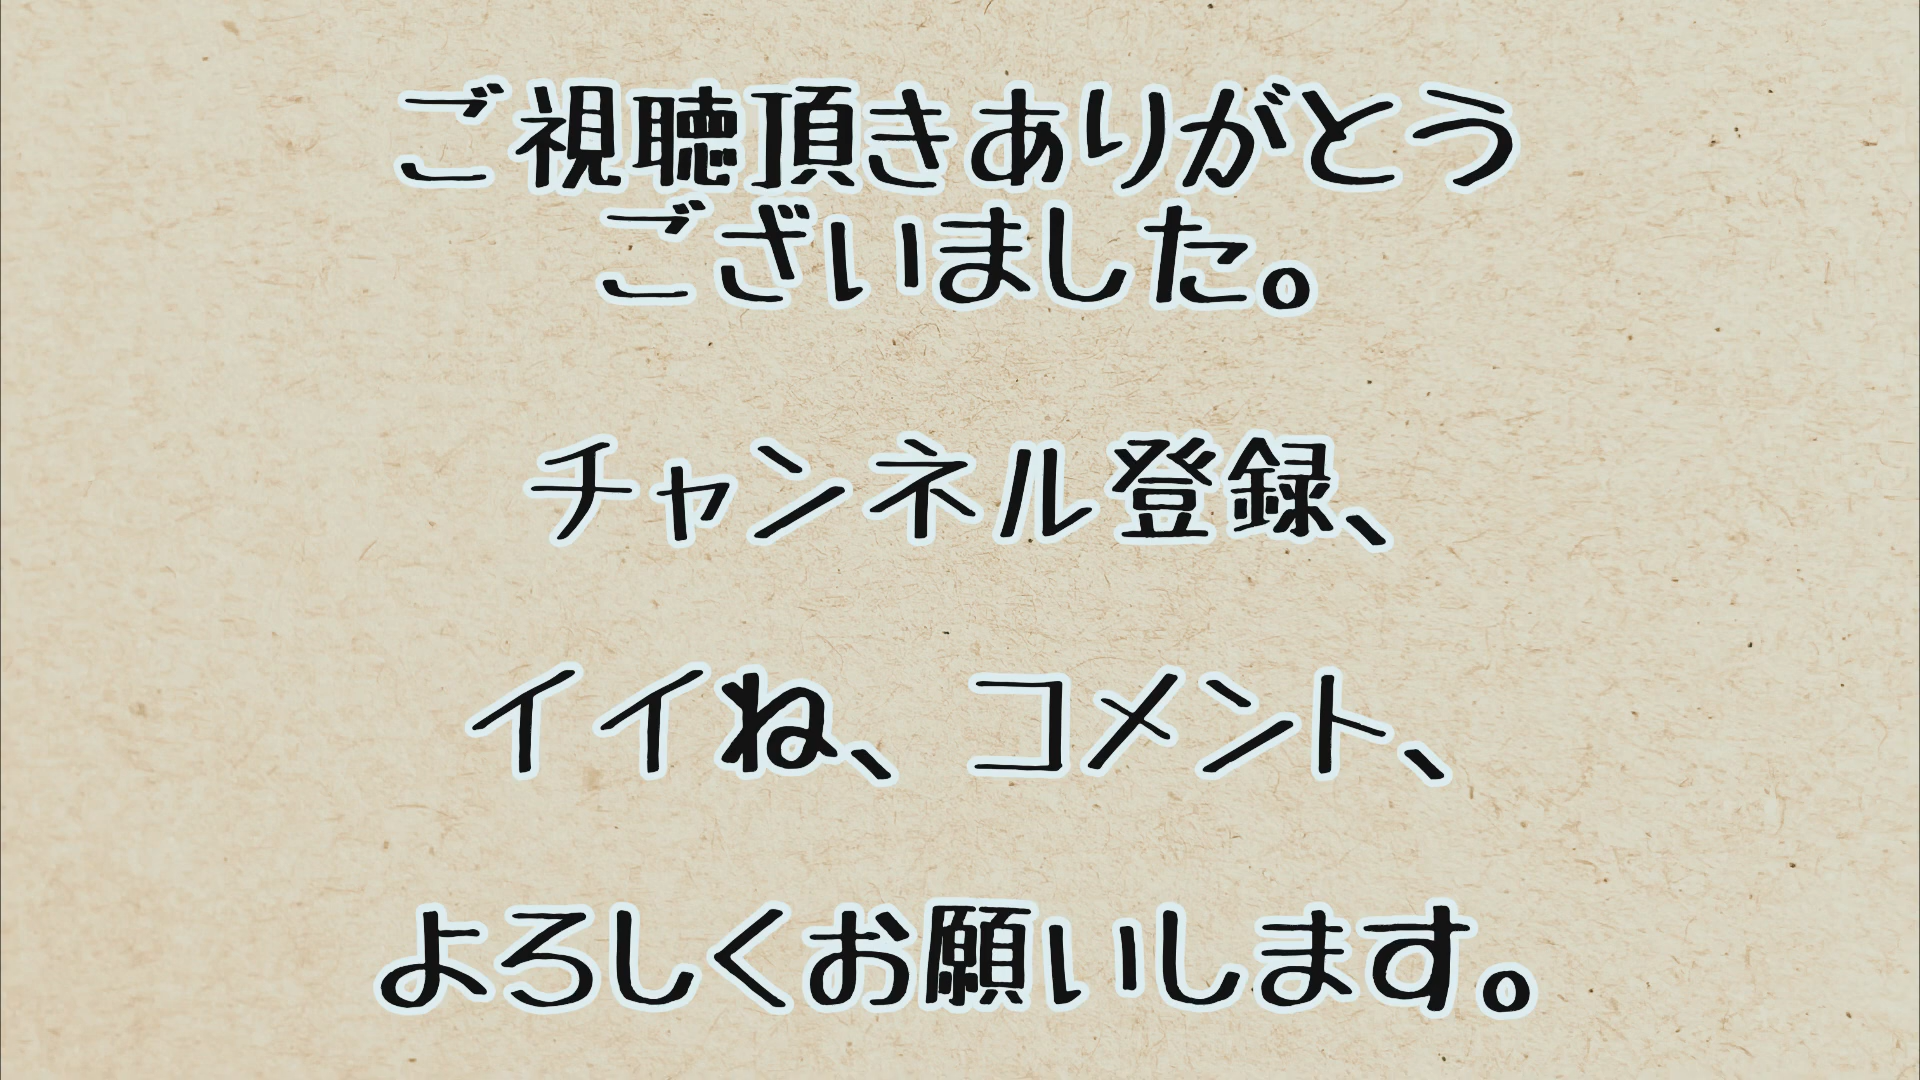 ご視聴頂きありがとう
ございました。
チャンネル登録、
イイね、コメント、
よろしくお願いします。